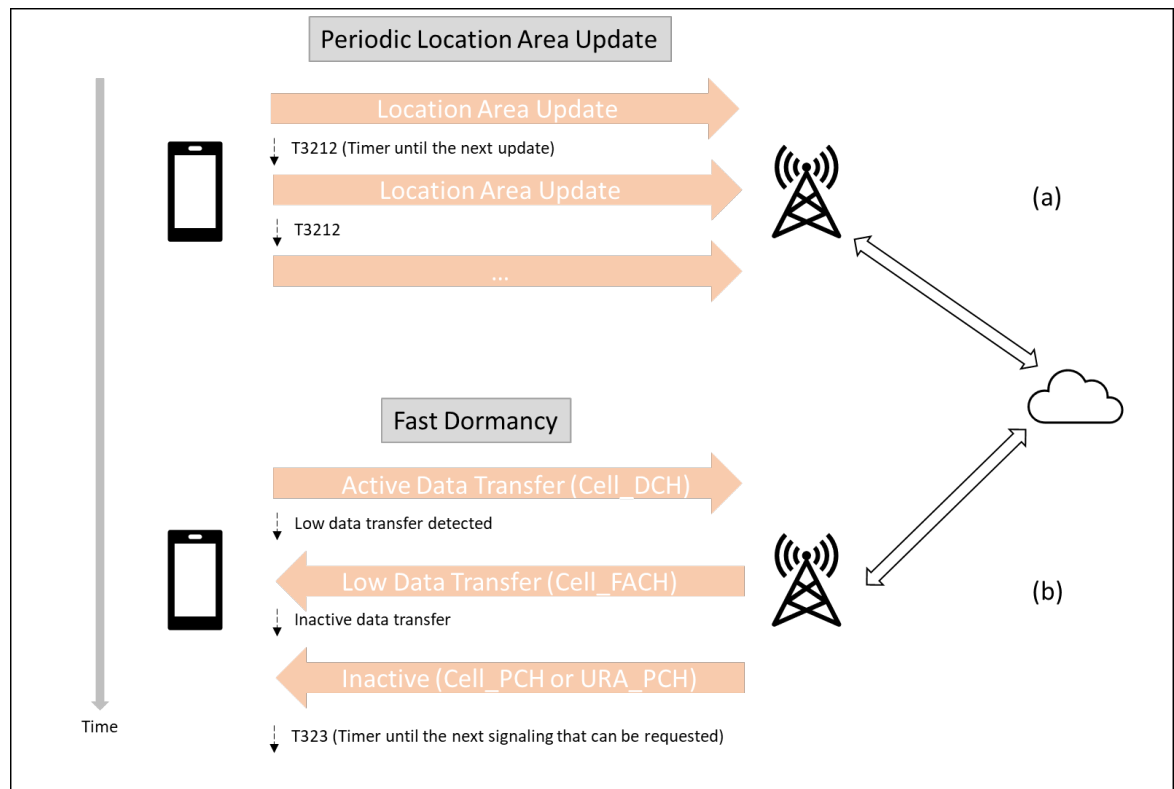 Periodic Location Area Update
Location Area Update
T3212 (Timer until the next update)
Location Area Update
(a)
T3212
...
Fast Dormancy
Active Data Transfer (Cell_DCH)
Low data transfer detected
Low Data Transfer (Cell_FACH)
(b)
Inactive data transfer
Inactive (Cell_PCH or URA_PCH)
Time
T323 (Timer until the next signaling that can be requested)